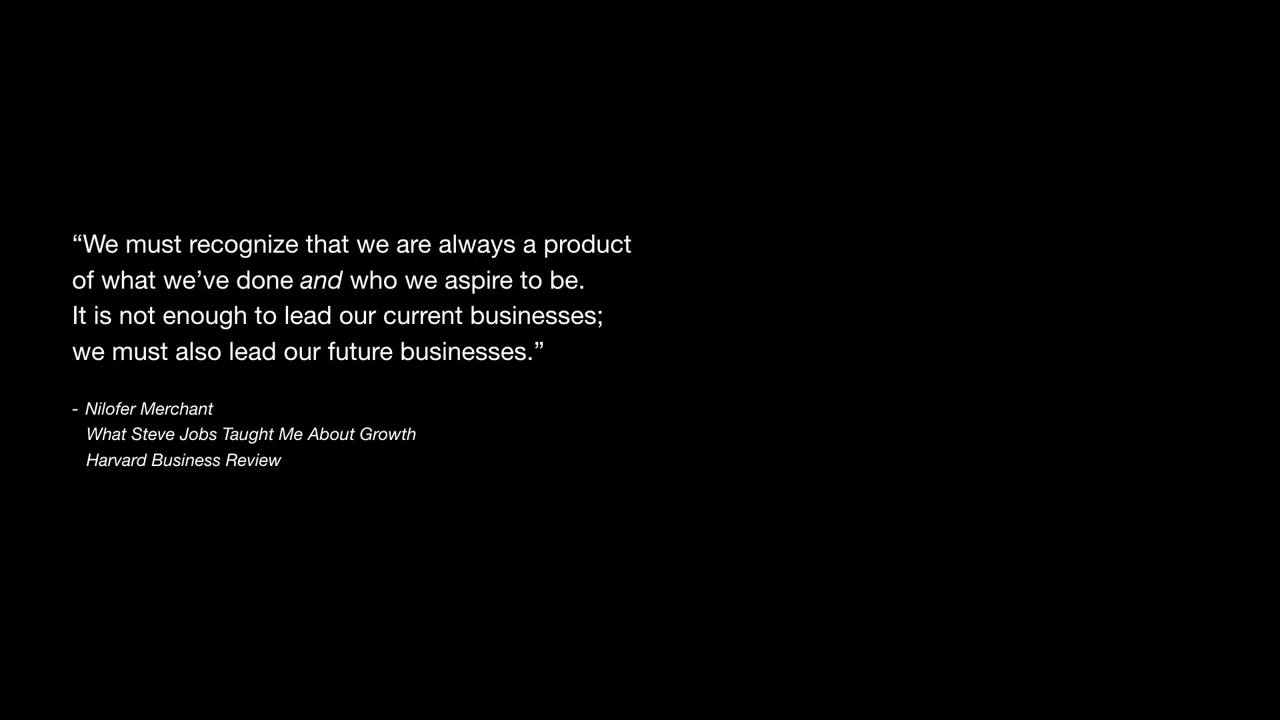 “We must recognize that we are always a product
of what we’ve done and who we aspire to be.
It is not enough to lead our current businesses;
we must also lead our future businesses.”
- Nilofer Merchant
What Steve Jobs Taught Me About Growth
Harvard Business Review